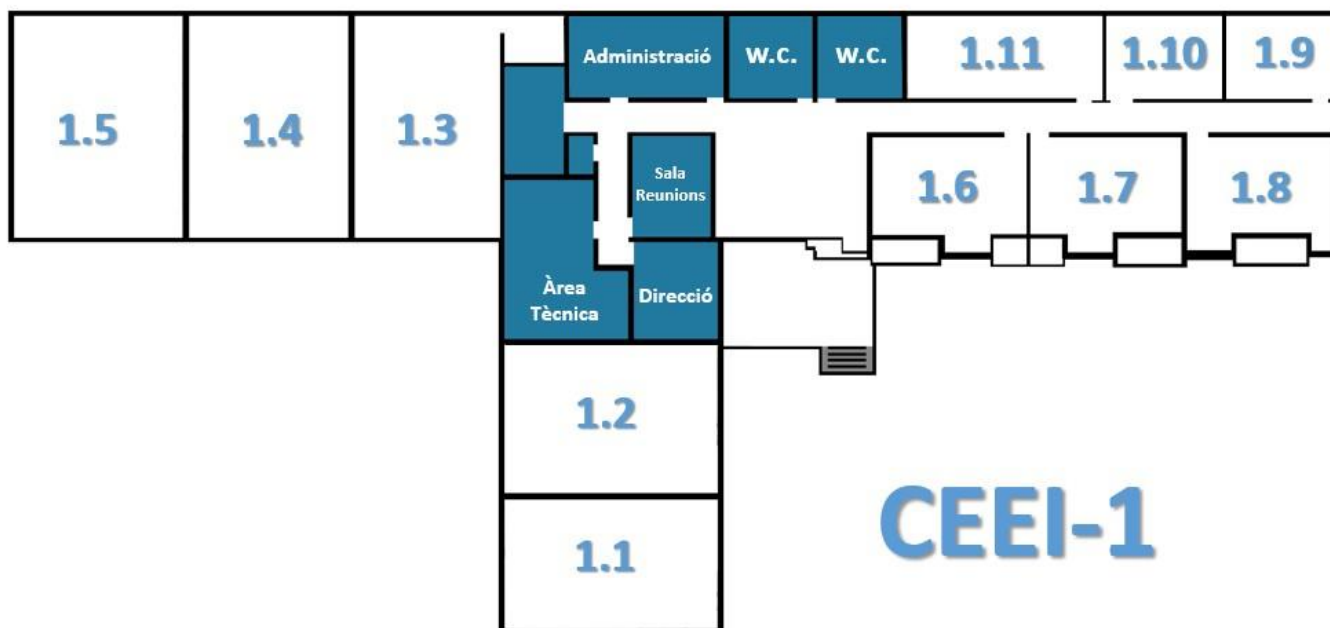 Administració
W.C.
W.C.
1.11
1.10
1.9
1.5
1.4
1.3
Sala
Reunions
1.6
1.7
1.8
Àrea
Tècnica
Direcció
1.2
CEEI-1
1.1